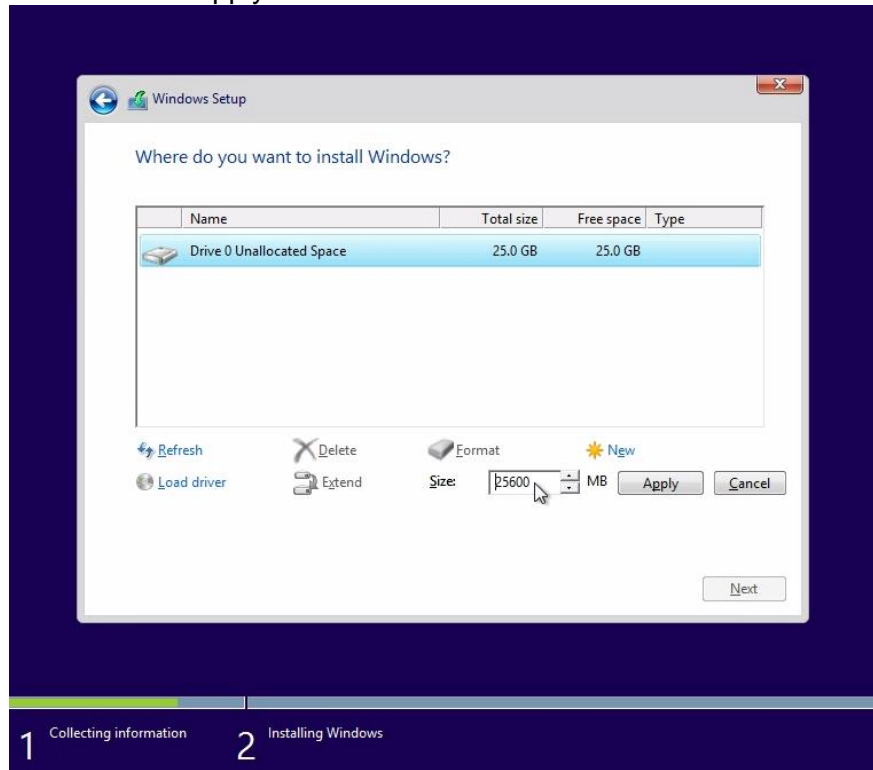 Windows Setup
Where do you want to install Windows?
Name Total size Free space Type
Drive 0 Unallocated Space 25.0 GB 25.0 GB
Refresh Delete Format New
Load driver Extend Size: 25600 MB Apply Cancel
Next
1 Collecting information 2 Installing Windows